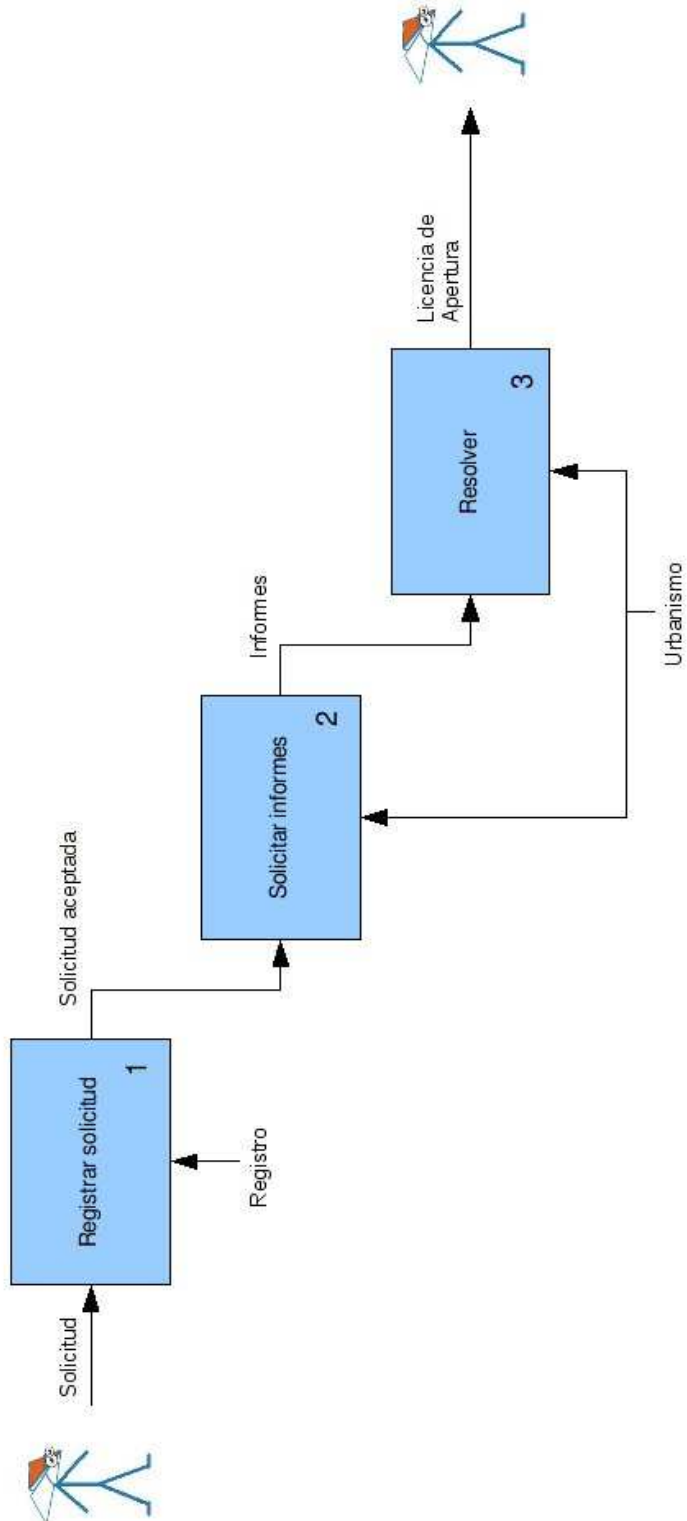 Solicitud
Registrar solicitud
1
Registro
Solicitud aceptada
Solicitar informes
2
Informes
Resolver
3
Urbanismo
Licencia de
Apertura